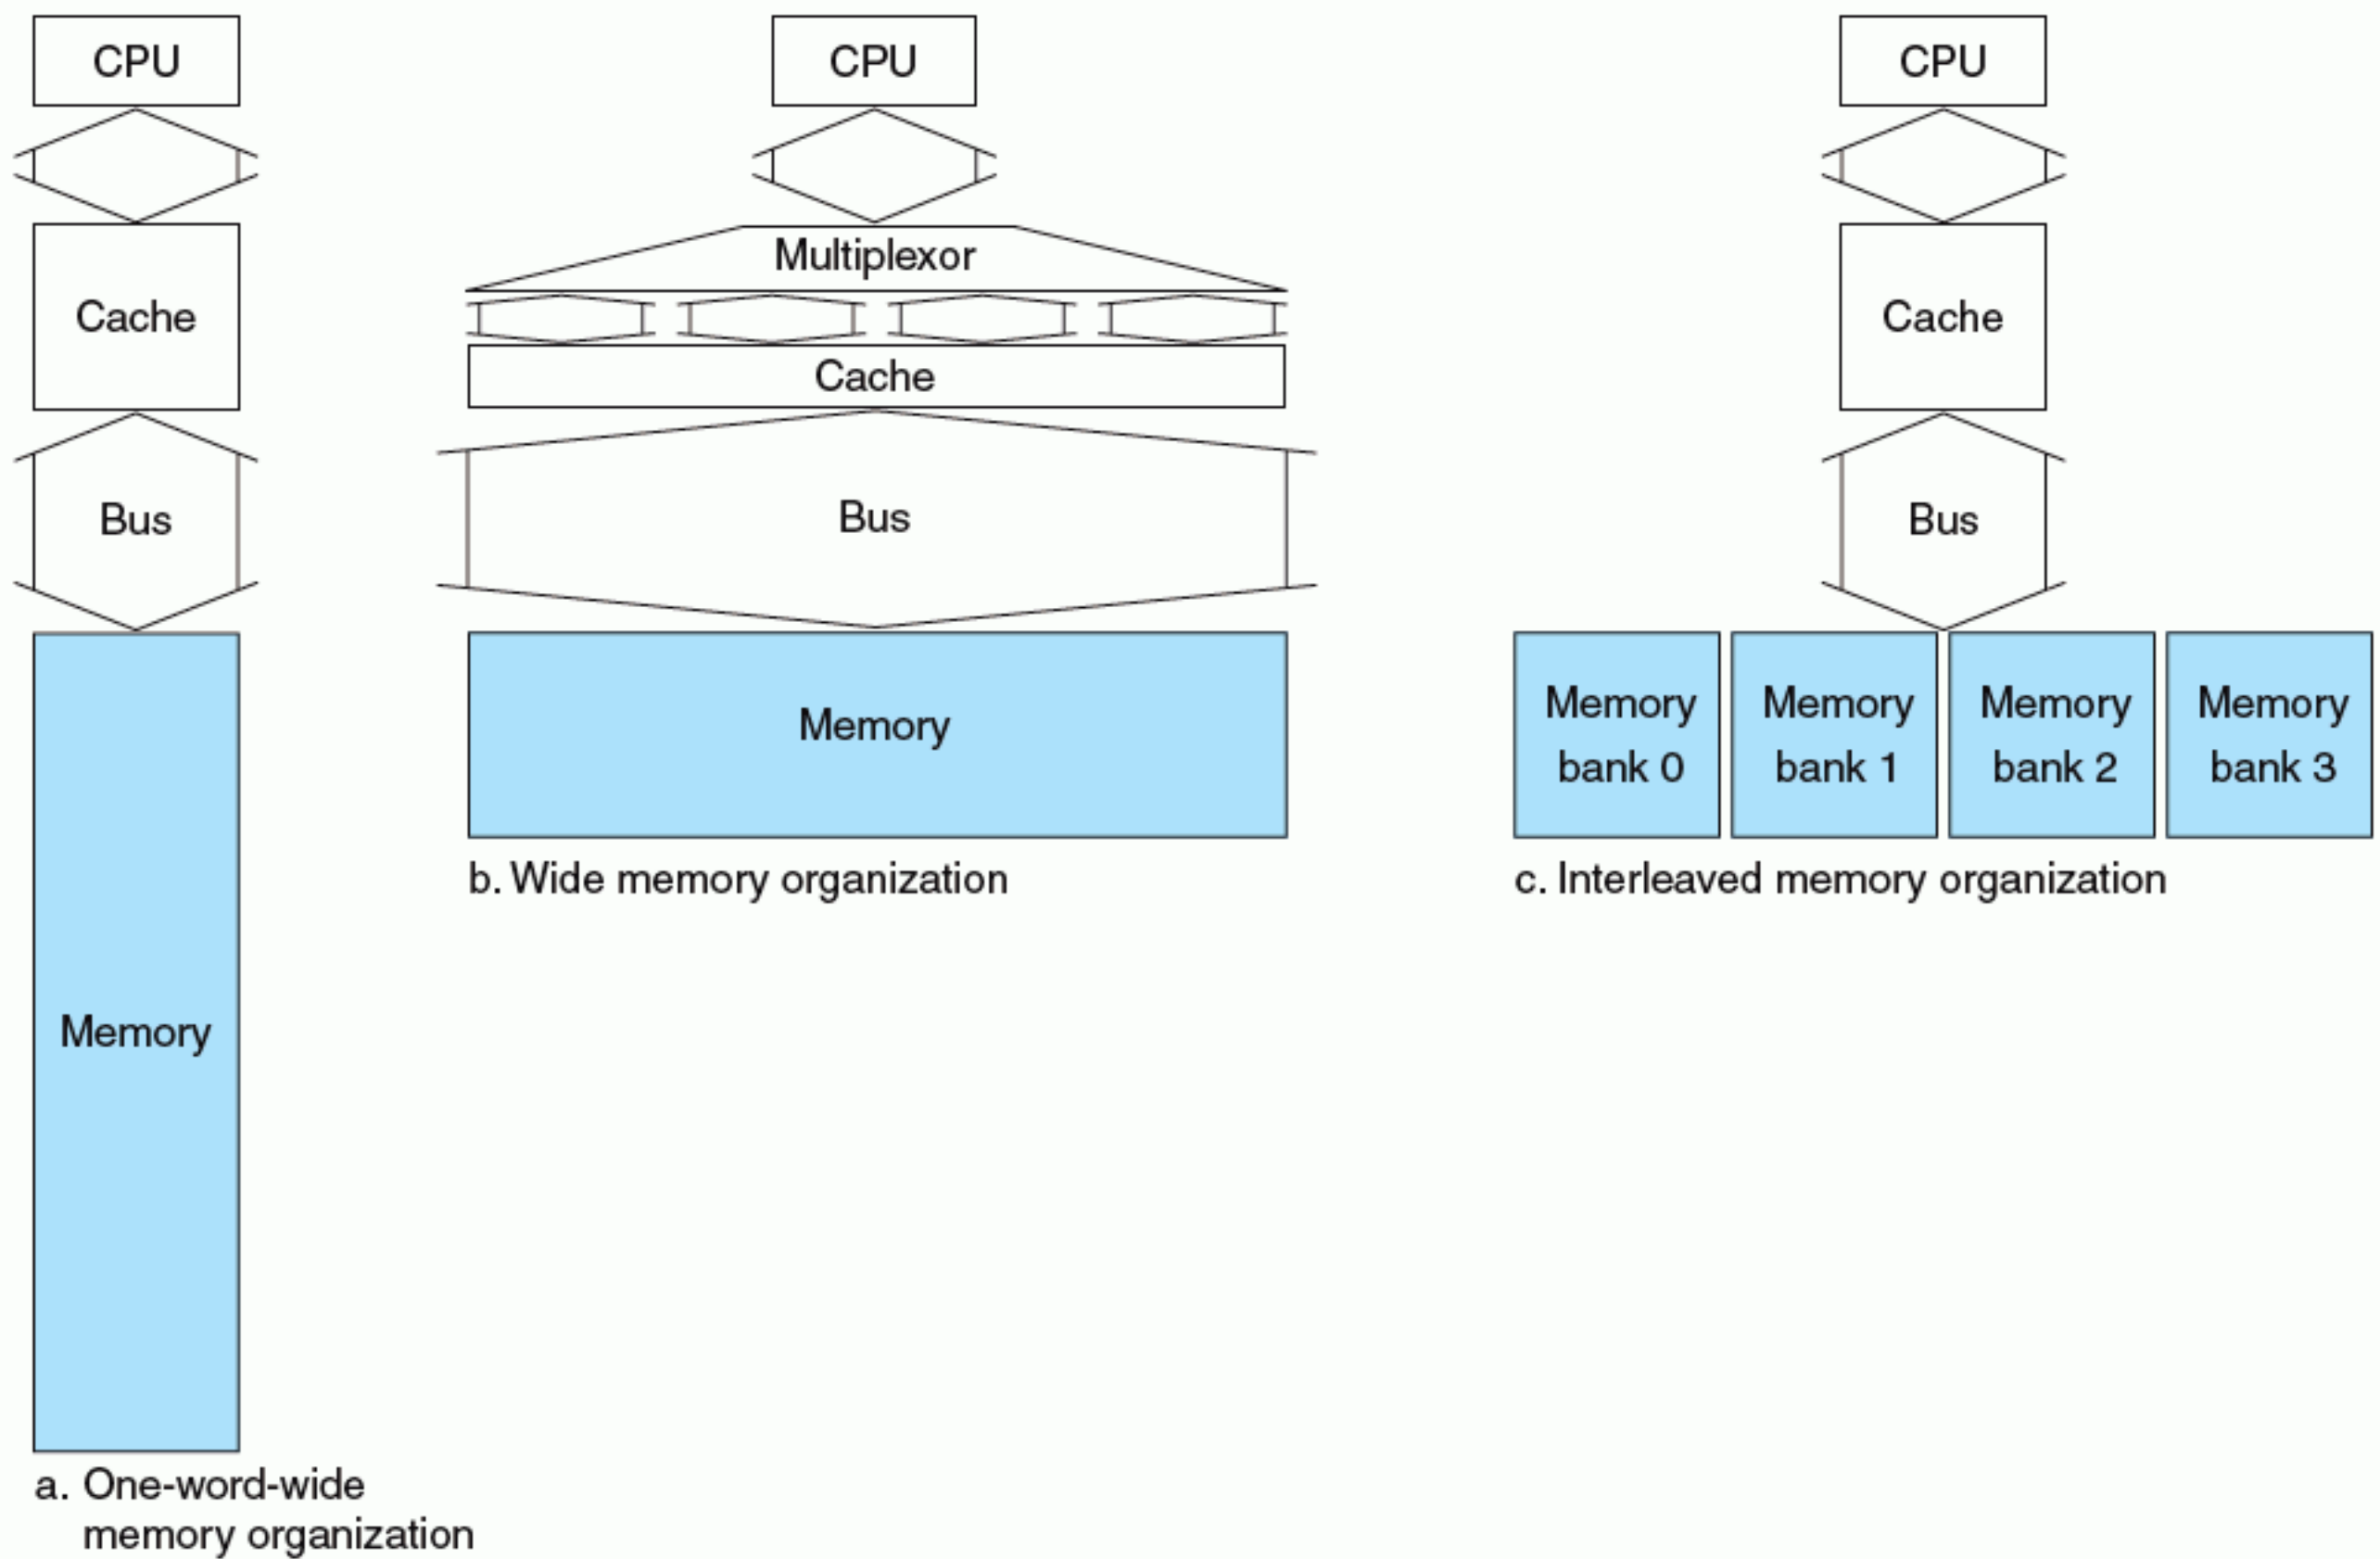 CPU
Cache
Bus
Memory
a. One-word-wide
memory organization
CPU
Multiplexor
Cache
Bus
Memory
b. Wide memory organization
CPU
Cache
Bus
Memory
bank 0
Memory
bank 1
Memory
bank 2
Memory
bank 3
c. Interleaved memory organization